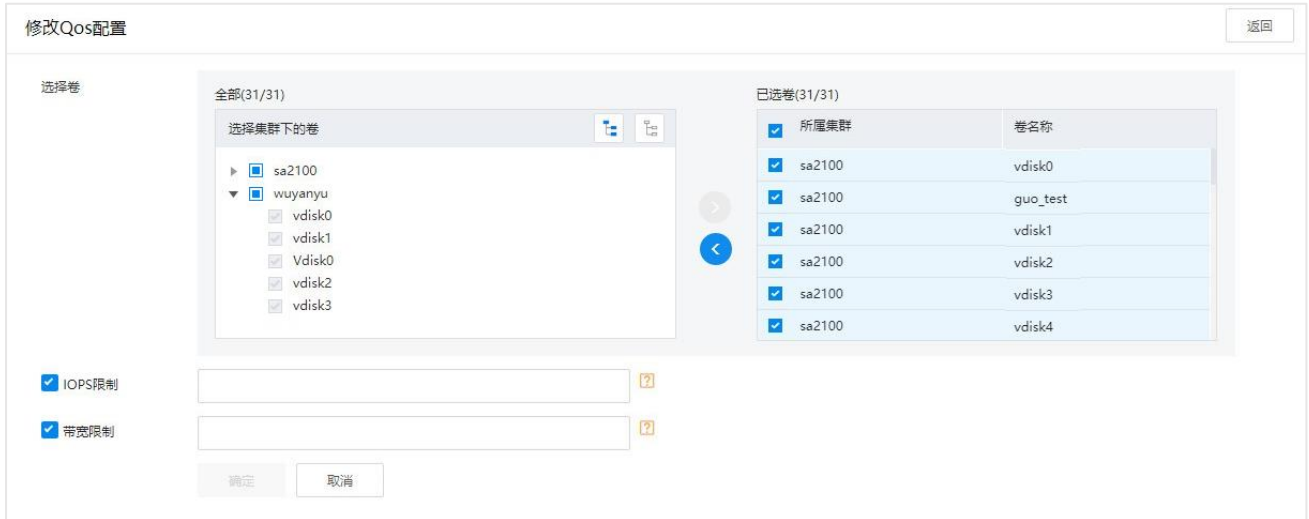 修改Qos配置
返回
选择卷
全部(31/31)
选择集群下的卷
sa2100
wuyanyu
vdisk0
vdisk1
Vdisk0
vdisk2
vdisk3
已选卷(31/31)
所属集群 卷名称
sa2100 vdisk0
sa2100 guo_test
sa2100 vdisk1
sa2100 vdisk2
sa2100 vdisk3
sa2100 vdisk4
IOPS限制
带宽限制
确定 取消